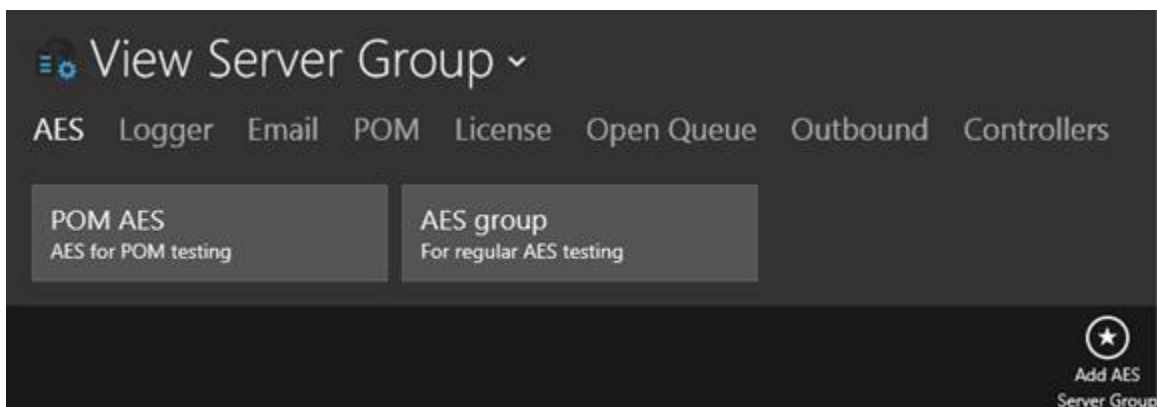 View Server Group
AES Logger Email POM License Open Queue Outbound Controllers
POM AES
AES for POM testing
AES group
For regular AES testing
Add AES
Server Group